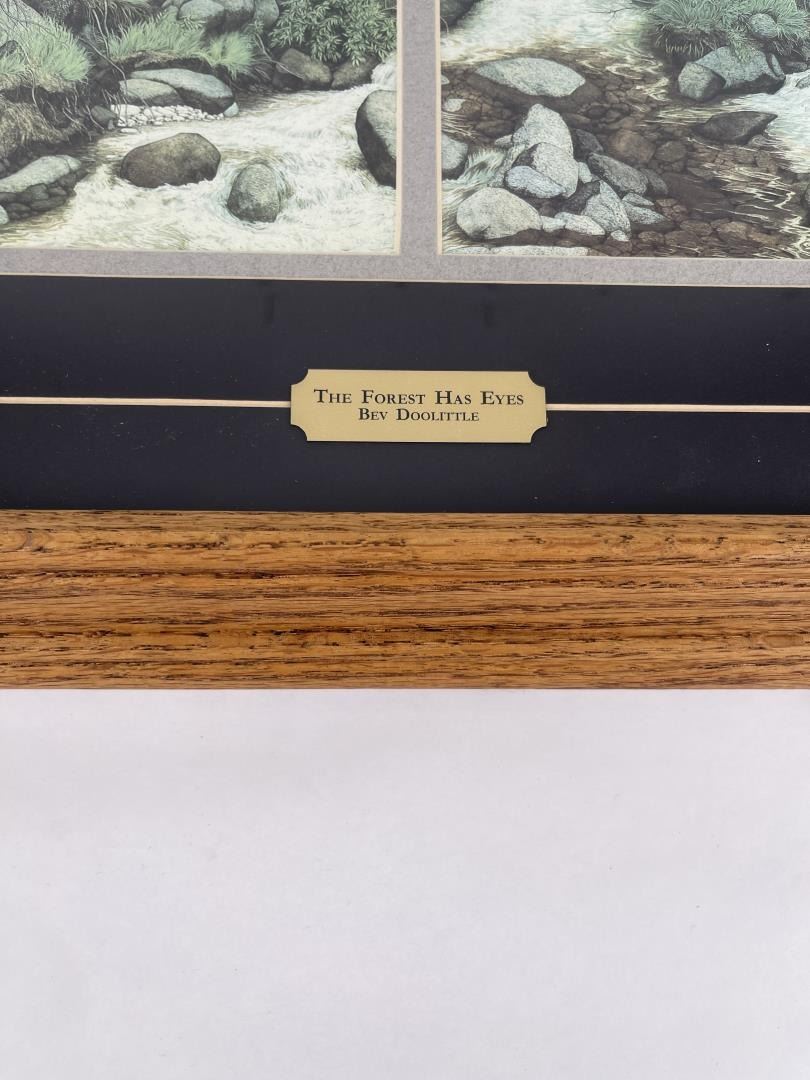 The Forest Has Eyes
Bev Doolittle